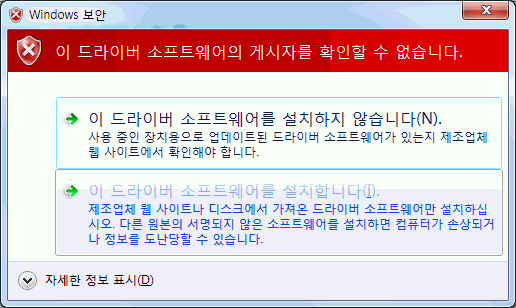 Windows 보안
이 드라이버 소프트웨어의 게시자를 확인할 수 없습니다.
이 드라이버 소프트웨어를 설치하지 않습니다(N).
사용 중인 장치용으로 업데이트된 드라이버 소프트웨어가 있는지 제조업체
웹 사이트에서 확인해야 합니다.
이 드라이버 소프트웨어를 설치합니다(I).
제조업체 웹 사이트나 디스크에서 가져온 드라이버 소프트웨어만 설치하십
시오. 다른 원본의 서명되지 않은 소프트웨어를 설치하면 컴퓨터가 손상되거
나 정보를 도난당할 수 있습니다.
자세한 정보 표시(D)